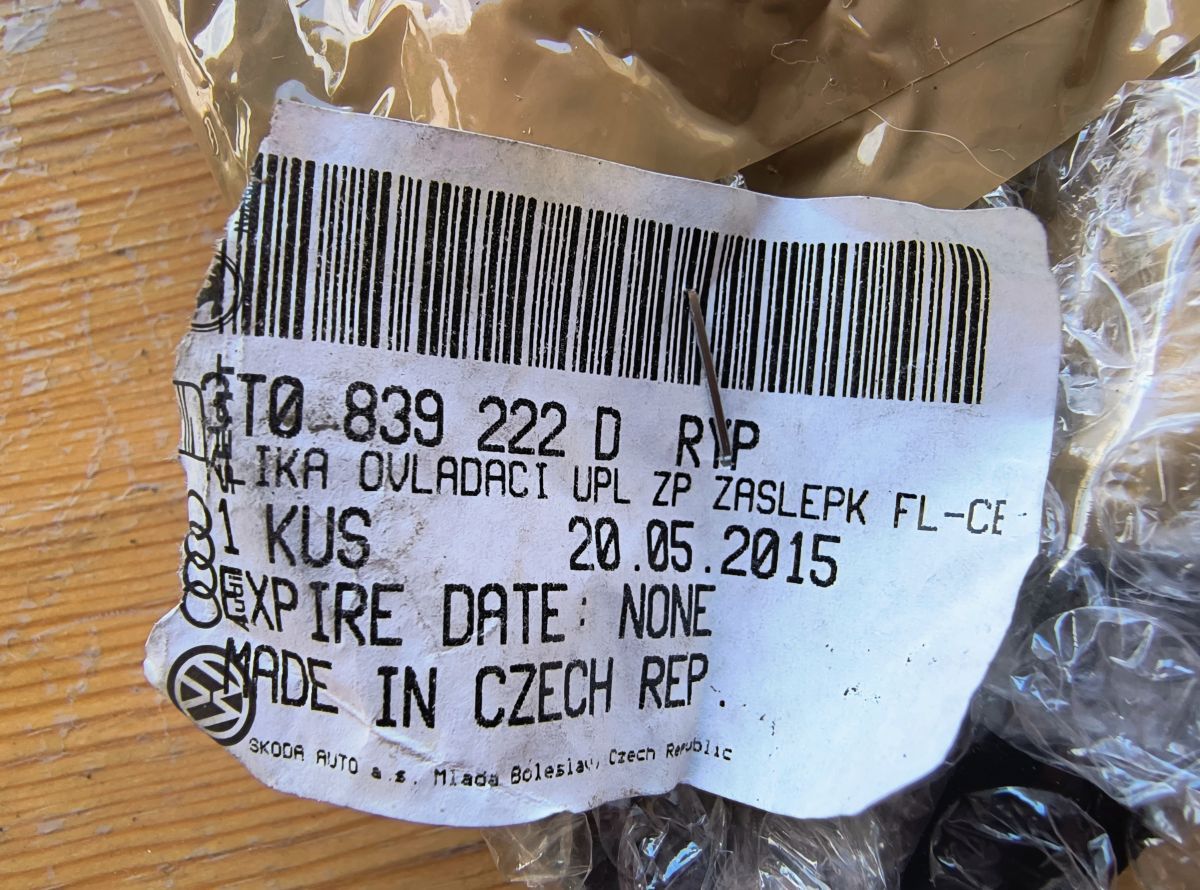 3T0 839 222 D RYP
KLIKA OVLADACI UPL ZP ZASLEPK FL-CE
1 KUS 20.05.2015
EXPIRE DATE: NONE
MADE IN CZECH REP.
SKODA AUTO a.s. Mlada Boleslav, Czech Republic